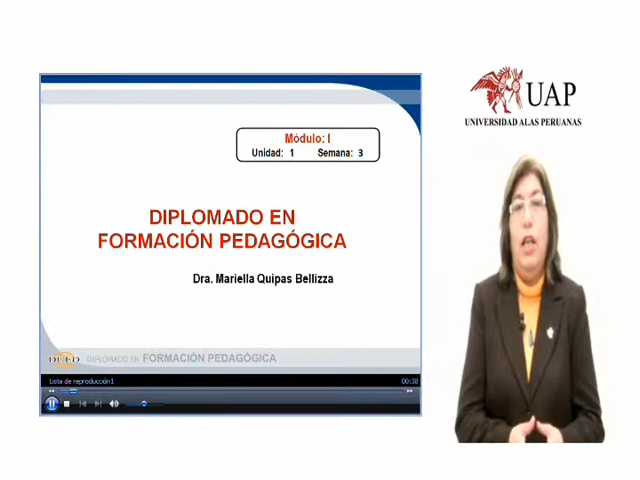 Módulo: I
Unidad: 1 Semana: 3
DIPLOMADO EN
FORMACIÓN PEDAGÓGICA
Dra. Mariella Quipas Bellizza
DUED DIPLOMADO EN FORMACIÓN PEDAGÓGICA
Lista de reproducción1 00:38
UAP
UNIVERSIDAD ALAS PERUANAS